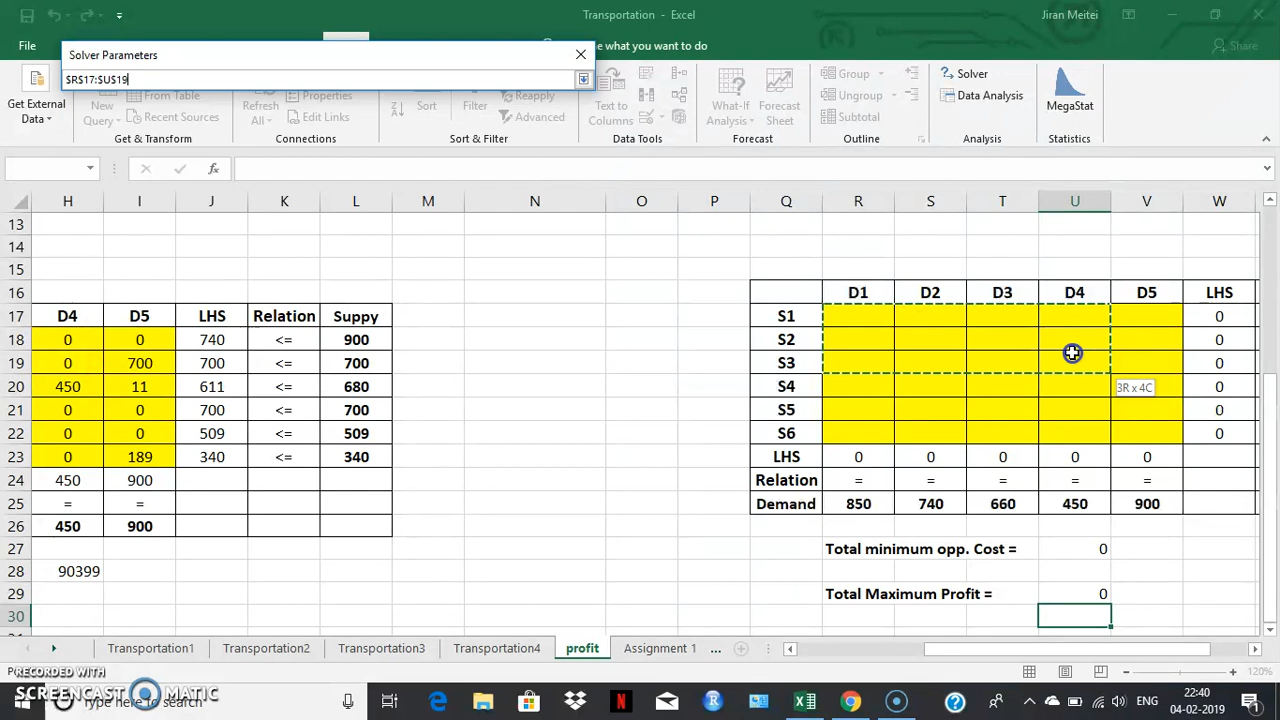 Transportation - Excel
Jiran Meitei
File
Solver Parameters
e what you want to do
Share
$R$17:$U$19
Get External
Data
New
Query
From Table
Recent Sources
Refresh
All
Properties
Edit Links
Sort
Filter
Reapply
Advanced
Text to
Columns
What-If
Analysis
Forecast
Sheet
Group
Ungroup
Subtotal
Solver
Data Analysis
MegaStat
Get & Transform
Connections
Sort & Filter
Data Tools
Forecast
Outline
Analysis
Statistics
fx
H I J K L M N O P Q R S T U V W
13
14
15
16 D1 D2 D3 D4 D5 LHS
17 D4 D5 LHS Relation Suppy S1 0
18 0 0 740 <= 900 S2 0
19 0 700 700 <= 700 S3 0
20 450 11 611 <= 680 S4 3R x 4C 0
21 0 0 700 <= 700 S5 0
22 0 0 509 <= 509 S6 0
23 0 189 340 <= 340 LHS 0 0 0 0 0
24 450 900 Relation = = = = =
25 = = Demand 850 740 660 450 900
26 450 900
27 Total minimum opp. Cost = 0
28 90399
29 Total Maximum Profit = 0
30
Transportation1 Transportation2 Transportation3 Transportation4 profit Assignment 1 ...
120%
RECORDED WITH
SCREENCAST MATIC
Type here to search
ENG
22:40
04-02-2019